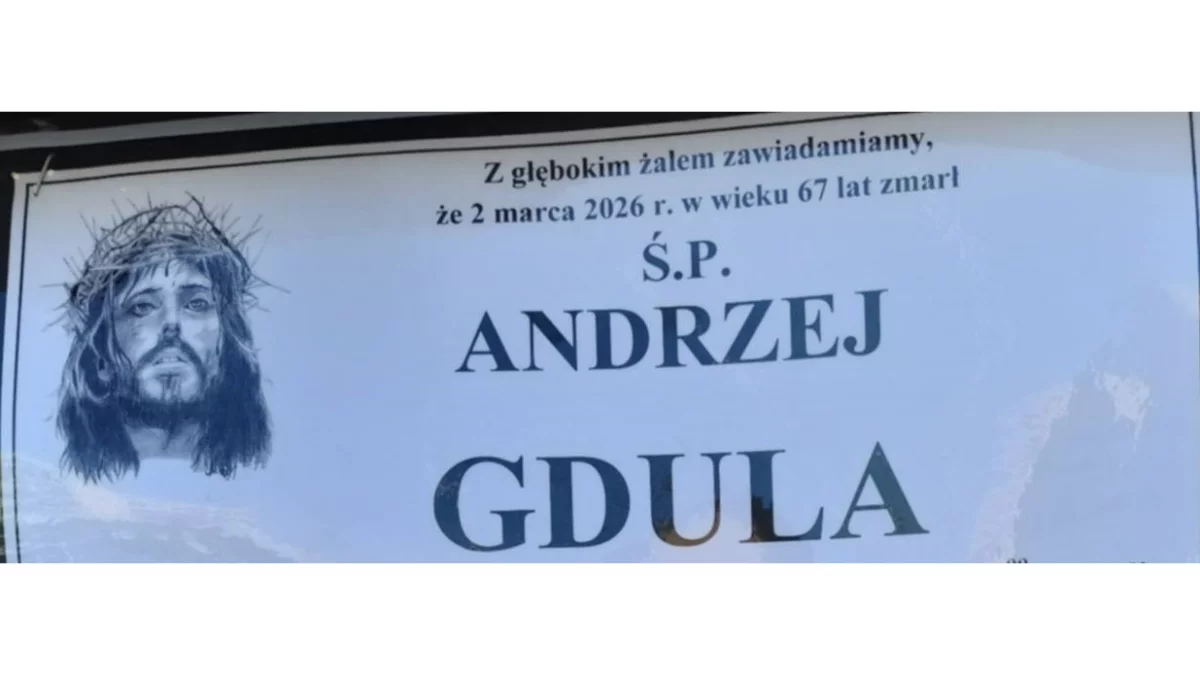 Z głębokim żalem zawiadamiamy,
że 2 marca 2026 r. w wieku 67 lat zmarł
Ś.P.
ANDRZEJ
GDULA